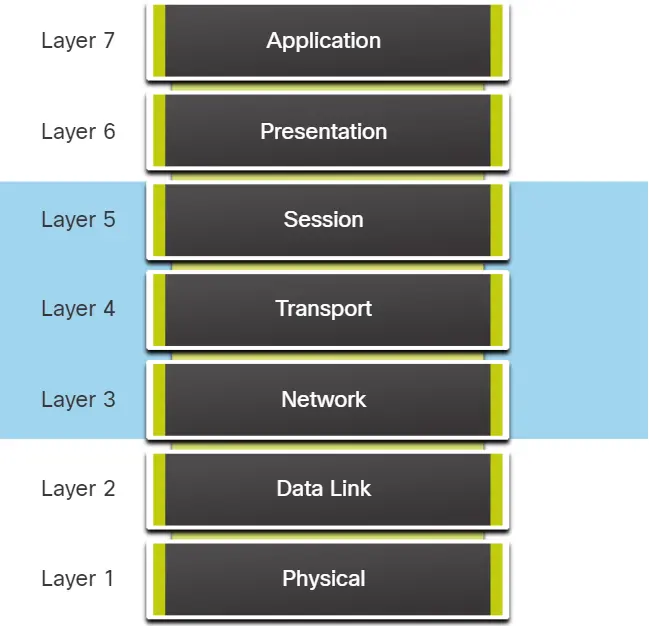 Layer 7 Application
Layer 6 Presentation
Layer 5 Session
Layer 4 Transport
Layer 3 Network
Layer 2 Data Link
Layer 1 Physical